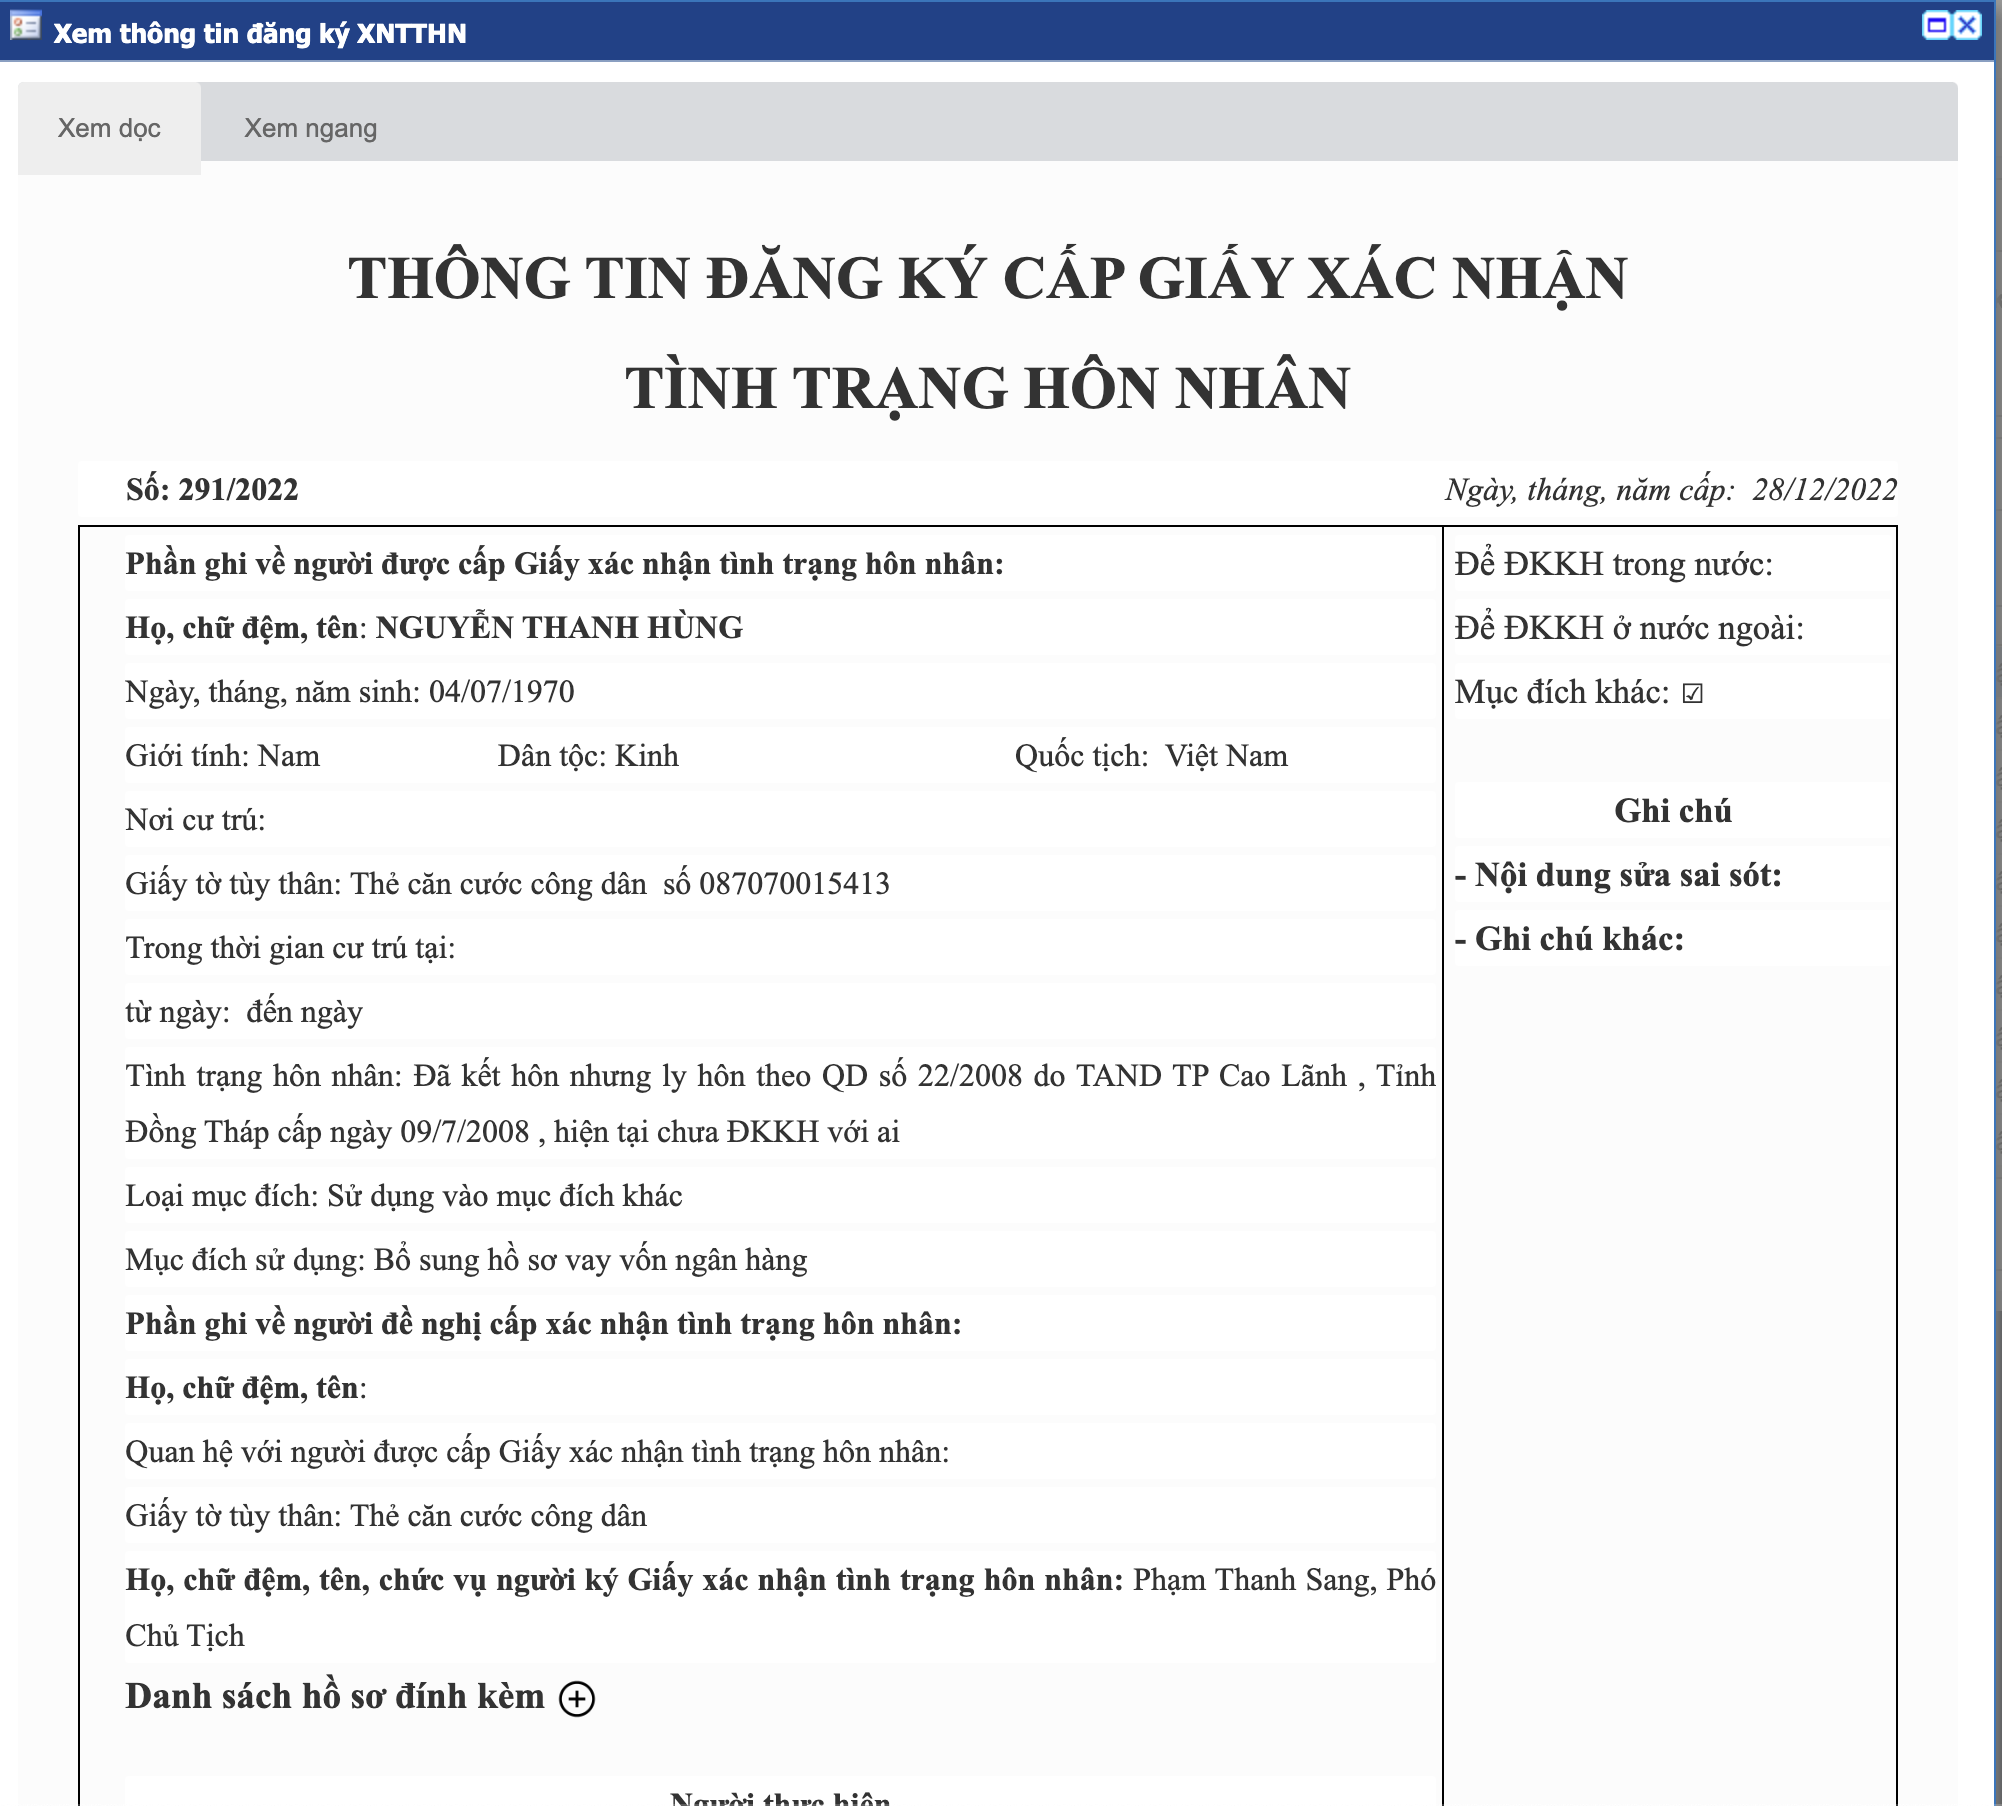 Xem thông tin đăng ký XNTTHN
Xem dọc
Xem ngang
THÔNG TIN ĐĂNG KÝ CẤP GIẤY XÁC NHẬN
TÌNH TRẠNG HÔN NHÂN
Số: 291/2022
Ngày, tháng, năm cấp: 28/12/2022
Phần ghi về người được cấp Giấy xác nhận tình trạng hôn nhân:
Họ, chữ đệm, tên: NGUYỄN THANH HÙNG
Ngày, tháng, năm sinh: 04/07/1970
Giới tính: Nam Dân tộc: Kinh Quốc tịch: Việt Nam
Nơi cư trú:
Giấy tờ tùy thân: Thẻ căn cước công dân số 087070015413
Trong thời gian cư trú tại:
từ ngày: đến ngày
Tình trạng hôn nhân: Đã kết hôn nhưng ly hôn theo QD số 22/2008 do TAND TP Cao Lãnh , Tỉnh
Đồng Tháp cấp ngày 09/7/2008 , hiện tại chưa ĐKKH với ai
Loại mục đích: Sử dụng vào mục đích khác
Mục đích sử dụng: Bổ sung hồ sơ vay vốn ngân hàng
Phần ghi về người đề nghị cấp xác nhận tình trạng hôn nhân:
Họ, chữ đệm, tên:
Quan hệ với người được cấp Giấy xác nhận tình trạng hôn nhân:
Giấy tờ tùy thân: Thẻ căn cước công dân
Họ, chữ đệm, tên, chức vụ người ký Giấy xác nhận tình trạng hôn nhân: Phạm Thanh Sang, Phó
Chủ Tịch
Danh sách hồ sơ đính kèm
Người thực hiện
Để ĐKKH trong nước:
Để ĐKKH ở nước ngoài:
Mục đích khác: ☑
Ghi chú
- Nội dung sửa sai sót:
- Ghi chú khác: